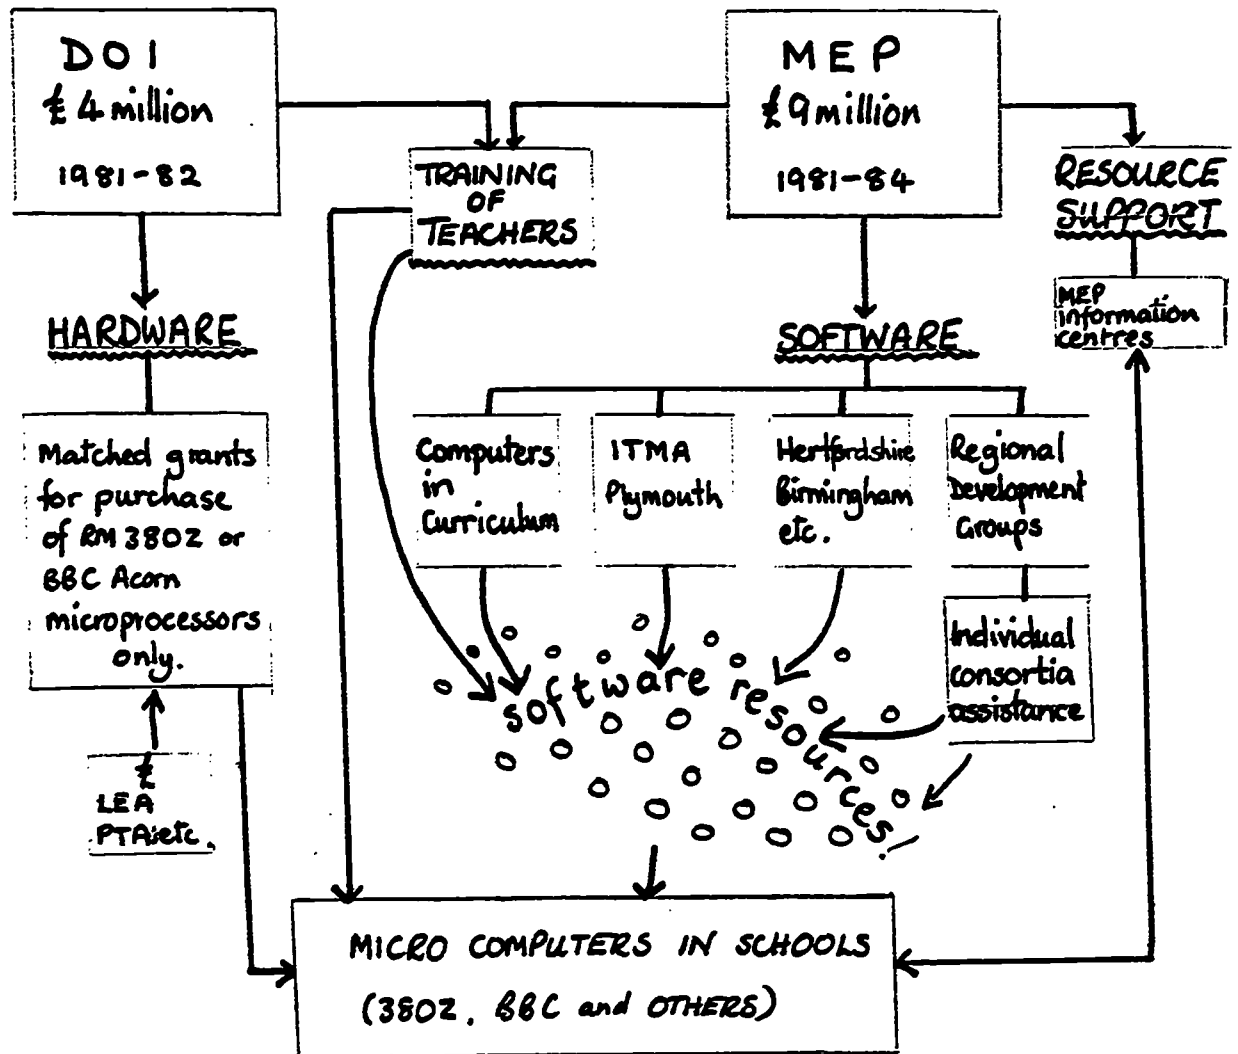 DOI
£4 million
1981-82
MEP
£9 million
1981-84
TRAINING
OF
TEACHERS
RESOURCE
SUPPORT
MEP
information
centres
HARDWARE
SOFTWARE
Matched grants
for purchase
of RM 380Z or
BBC Acorn
microprocessors
only.
Computers
in
Curriculum
ITMA
Plymouth
Hertfordshire
Birmingham
etc.
Regional
Development
Groups
Individual
consortia
assistance
software resources!
£
LEA
PTA's etc.
MICRO COMPUTERS IN SCHOOLS
(380Z, BBC and OTHERS)